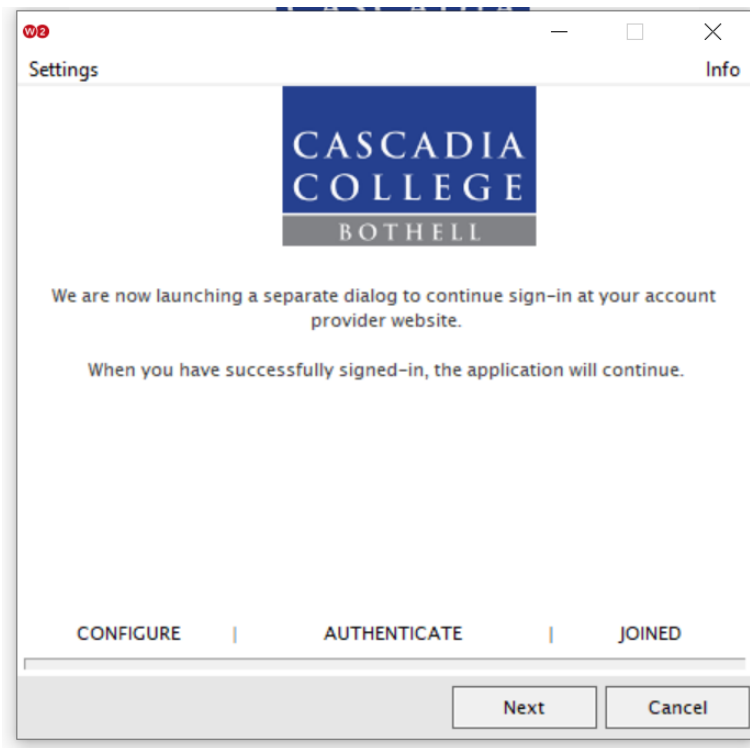 W2
Settings
Info
CASCADIA
COLLEGE
BOTHELL
We are now launching a separate dialog to continue sign-in at your account
provider website.
When you have successfully signed-in, the application will continue.
CONFIGURE | AUTHENTICATE | JOINED
Next
Cancel